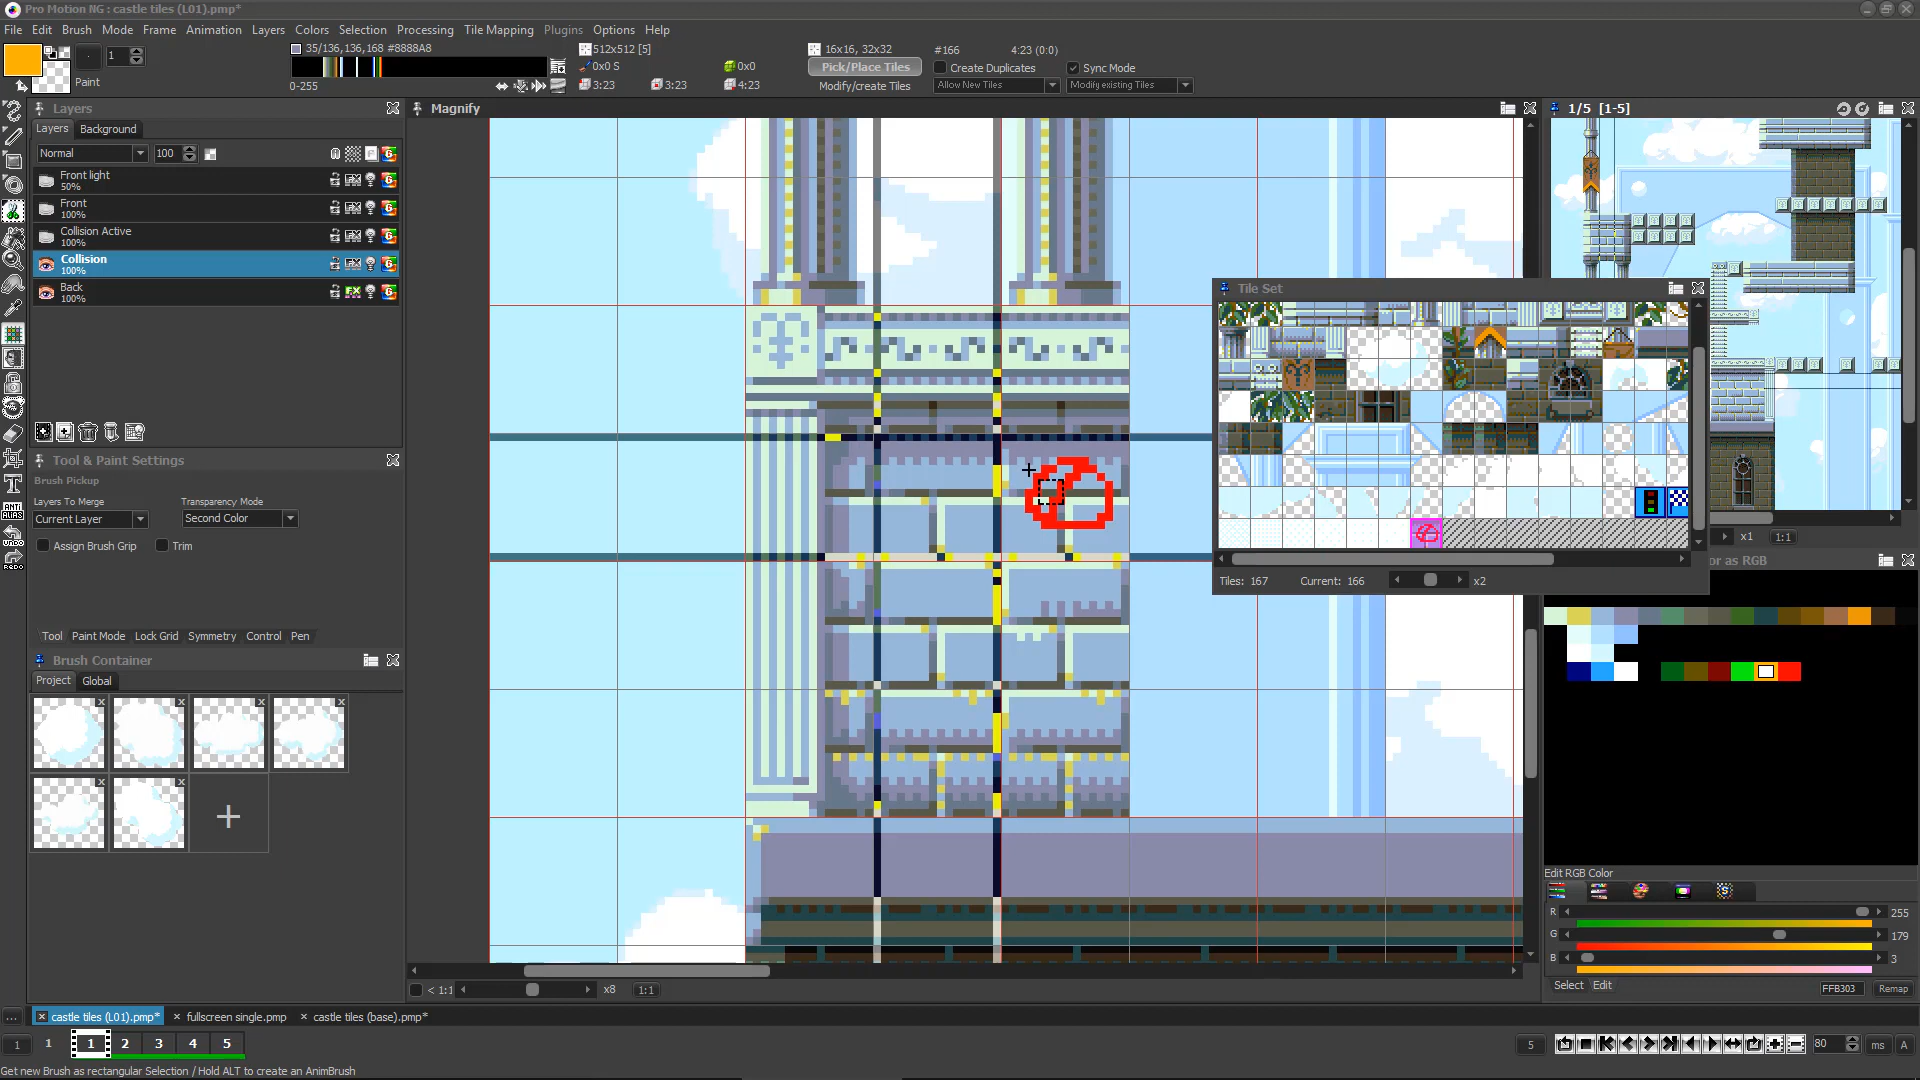 Pro Motion NG : castle tiles (L01).pmp*
File Edit Brush Mode Frame Animation Layers Colors Selection Processing Tile Mapping Plugins Options Help
1
Paint
35/136,136,168 #8888A8
0-255
512x512 [5]
0x0 S
0x0
3:23
3:23
4:23
16x16, 32x32
#166
4:23 (0:0)
Pick/Place Tiles
Create Duplicates
Sync Mode
Modify/create Tiles
Allow New Tiles
Modify existing Tiles
Layers
Layers Background
Normal 100
Front light
50%
Front
100%
Collision Active
100%
Collision
100%
Back
100%
Tool & Paint Settings
Brush Pickup
Layers To Merge
Transparency Mode
Current Layer
Second Color
Assign Brush Grip
Trim
Tool Paint Mode Lock Grid Symmetry Control Pen
Brush Container
Project Global
ANTI
ALIAS
UNDO
REDO
Magnify
< 1:1
x8
1:1
1/5 [1-5]
x1
1:1
Tile Set
Tiles: 167
Current: 166
x2
or as RGB
Edit RGB Color
R 255
G 179
B 3
Select Edit
FFB303
Remap
castle tiles (L01).pmp*
fullscreen single.pmp
castle tiles (base).pmp*
1 1 1 2 3 4 5
5
80
ms
A
Get new Brush as rectangular Selection / Hold ALT to create an AnimBrush